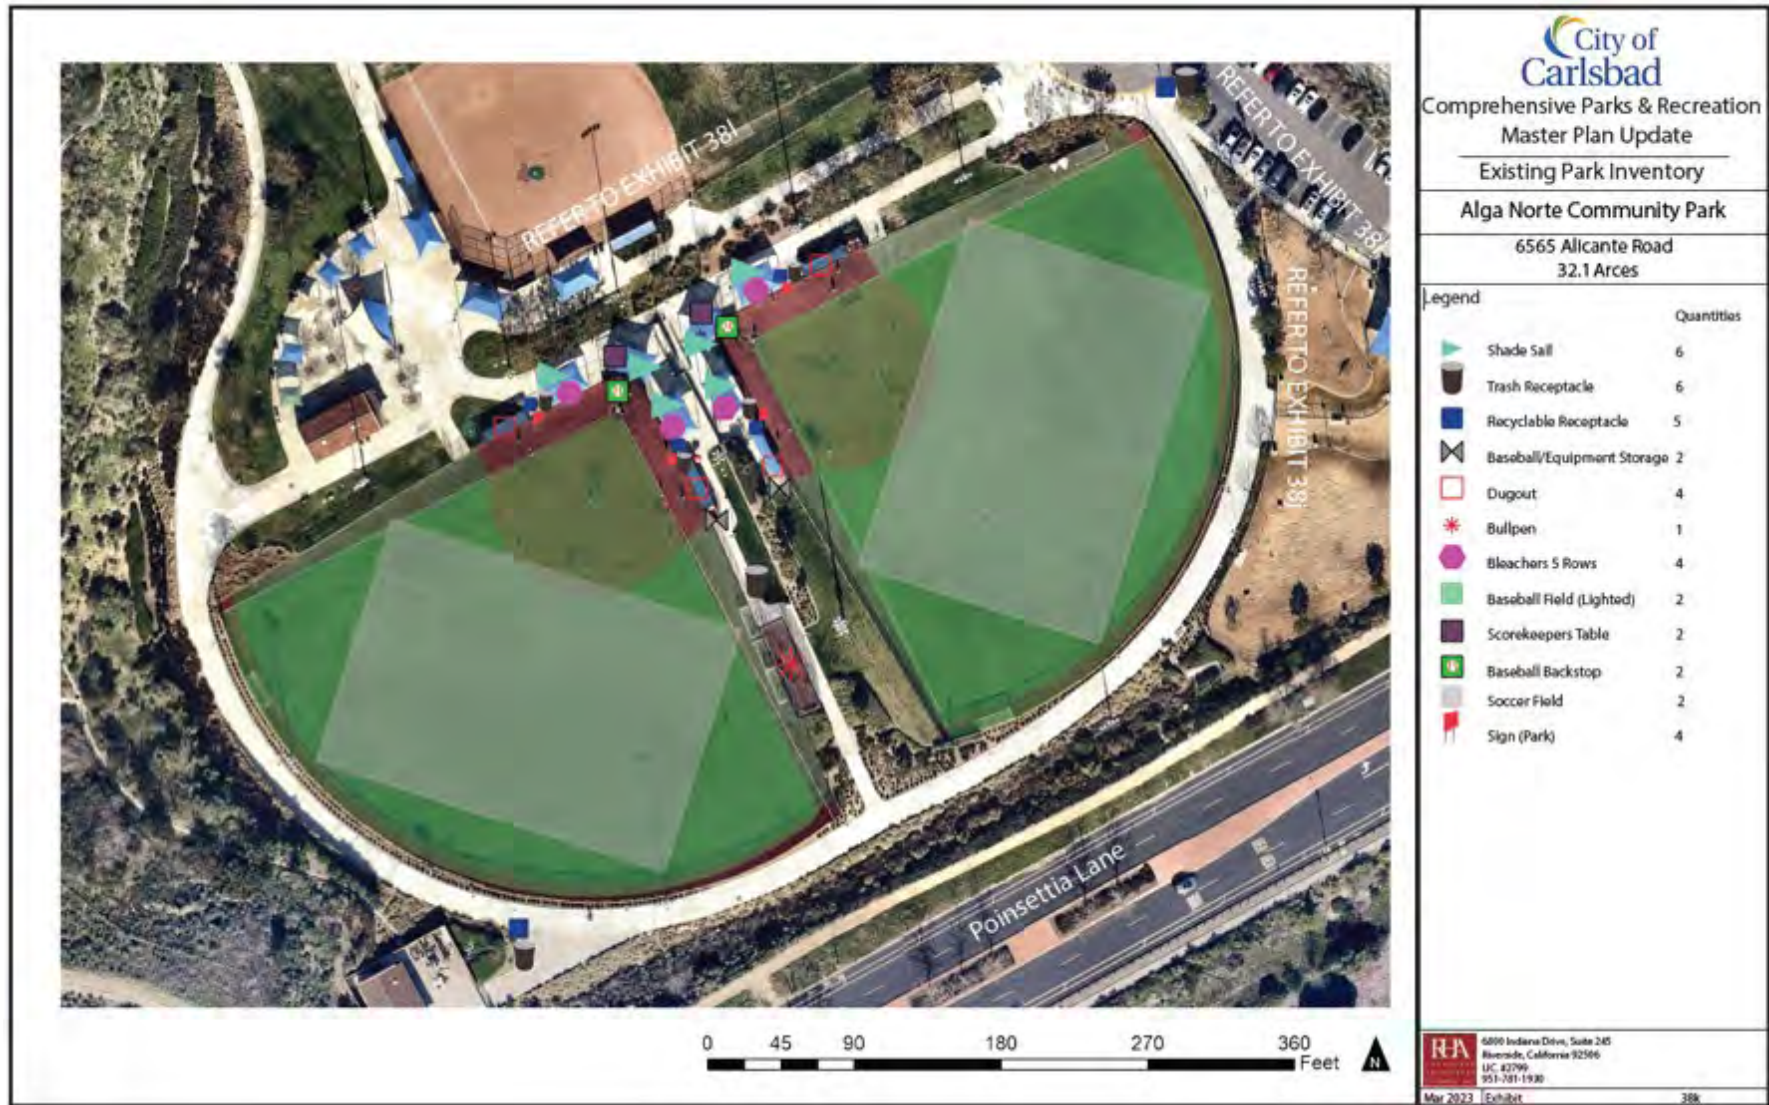 REFER TO EXHIBIT 38I
REFER TO EXHIBIT 38I
REFER TO EXHIBIT 38j
Poinsettia Lane
0 45 90 180 270 360
Feet
N
City of
Carlsbad
Comprehensive Parks & Recreation
Master Plan Update
Existing Park Inventory
Alga Norte Community Park
6565 Alicante Road
32.1 Arces
Legend
Quantities
Shade Sail 6
Trash Receptacle 6
Recyclable Receptacle 5
Baseball/Equipment Storage 2
Dugout 4
Bullpen 1
Bleachers 5 Rows 4
Baseball Field (Lighted) 2
Scorekeepers Table 2
Baseball Backstop 2
Soccer Field 2
Sign (Park) 4
RHA
6800 Indiana Drive, Suite 245
Riverside, California 92506
LIC. #2799
951-781-1930
Mar 2023 Exhibit 38k